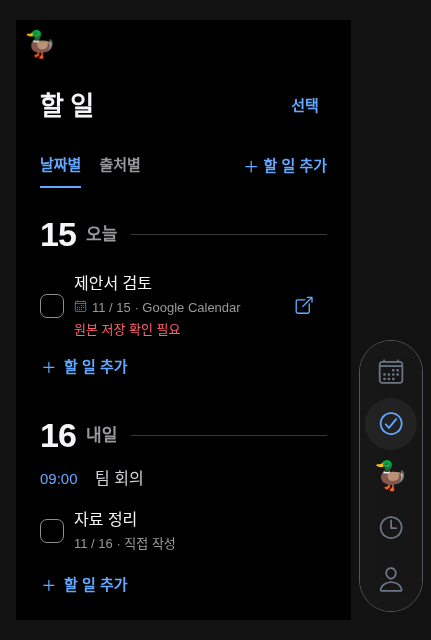 할 일
선택
날짜별
출처별
+ 할 일 추가
15 오늘
제안서 검토
11 / 15 · Google Calendar
원본 저장 확인 필요
+ 할 일 추가
16 내일
09:00 팀 회의
자료 정리
11 / 16 · 직접 작성
+ 할 일 추가